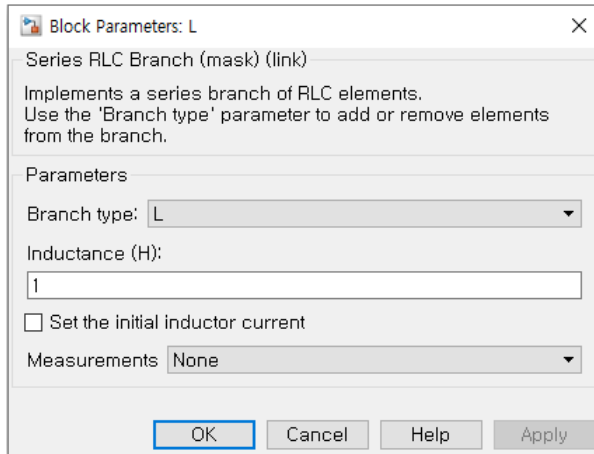 Block Parameters: L
Series RLC Branch (mask) (link)
Implements a series branch of RLC elements.
Use the 'Branch type' parameter to add or remove elements
from the branch.
Parameters
Branch type: L
Inductance (H):
1
Set the initial inductor current
Measurements None
OK Cancel Help Apply